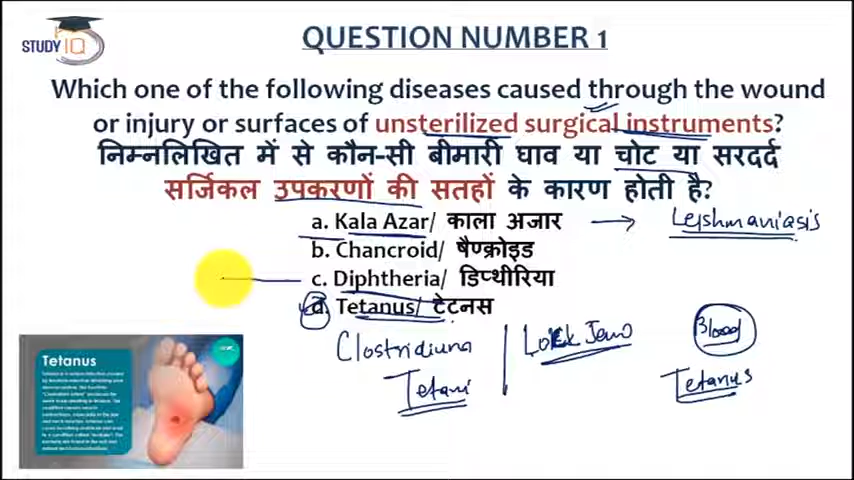 STUDY IQ
QUESTION NUMBER 1
Which one of the following diseases caused through the wound
or injury or surfaces of unsterilized surgical instruments?
निम्नलिखित में से कौन-सी बीमारी घाव या चोट या सरदर्द
सर्जिकल उपकरणों की सतहों के कारण होती है?
a. Kala Azar/ काला अजार
Leishmaniasis
b. Chancroid/ षैण्क्रोइड
c. Diphtheria/ डिप्थीरिया
d. Tetanus/ टेटनस
Clostridium
Tetani
Lock Jaw
Blood
Tetanus
Tetanus